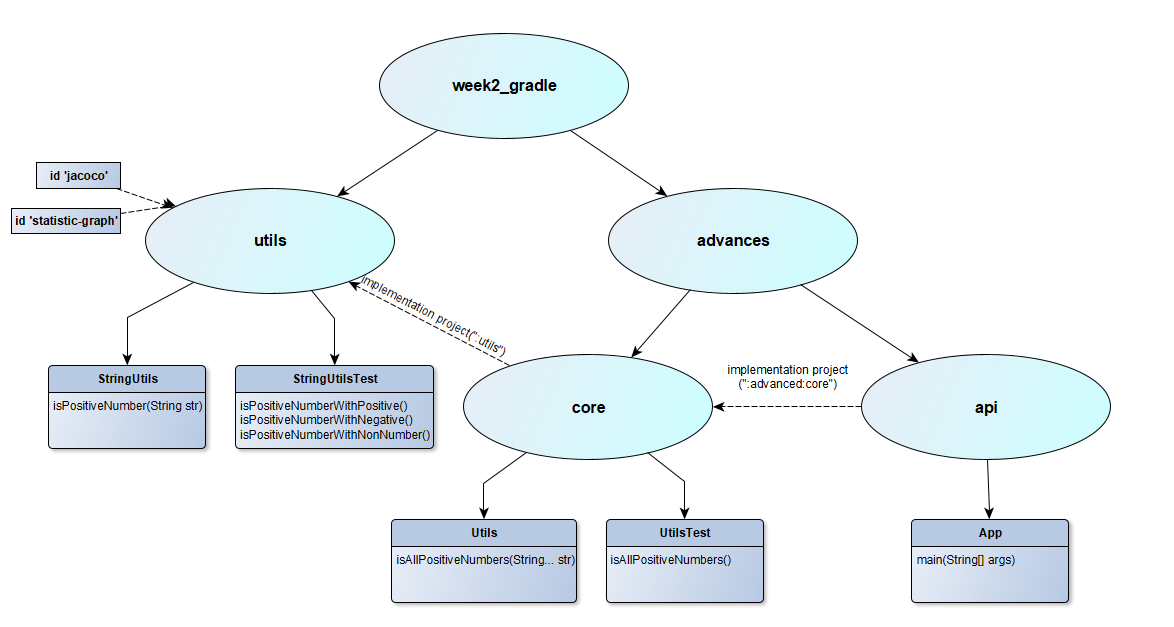 week2_gradle
id 'jacoco'
id 'statistic-graph'
utils
advances
implementation project(":utils")
StringUtils
isPositiveNumber(String str)
StringUtilsTest
isPositiveNumberWithPositive()
isPositiveNumberWithNegative()
isPositiveNumberWithNonNumber()
core
implementation project
(":advanced:core")
api
Utils
isAllPositiveNumbers(String... str)
UtilsTest
isAllPositiveNumbers()
App
main(String[] args)